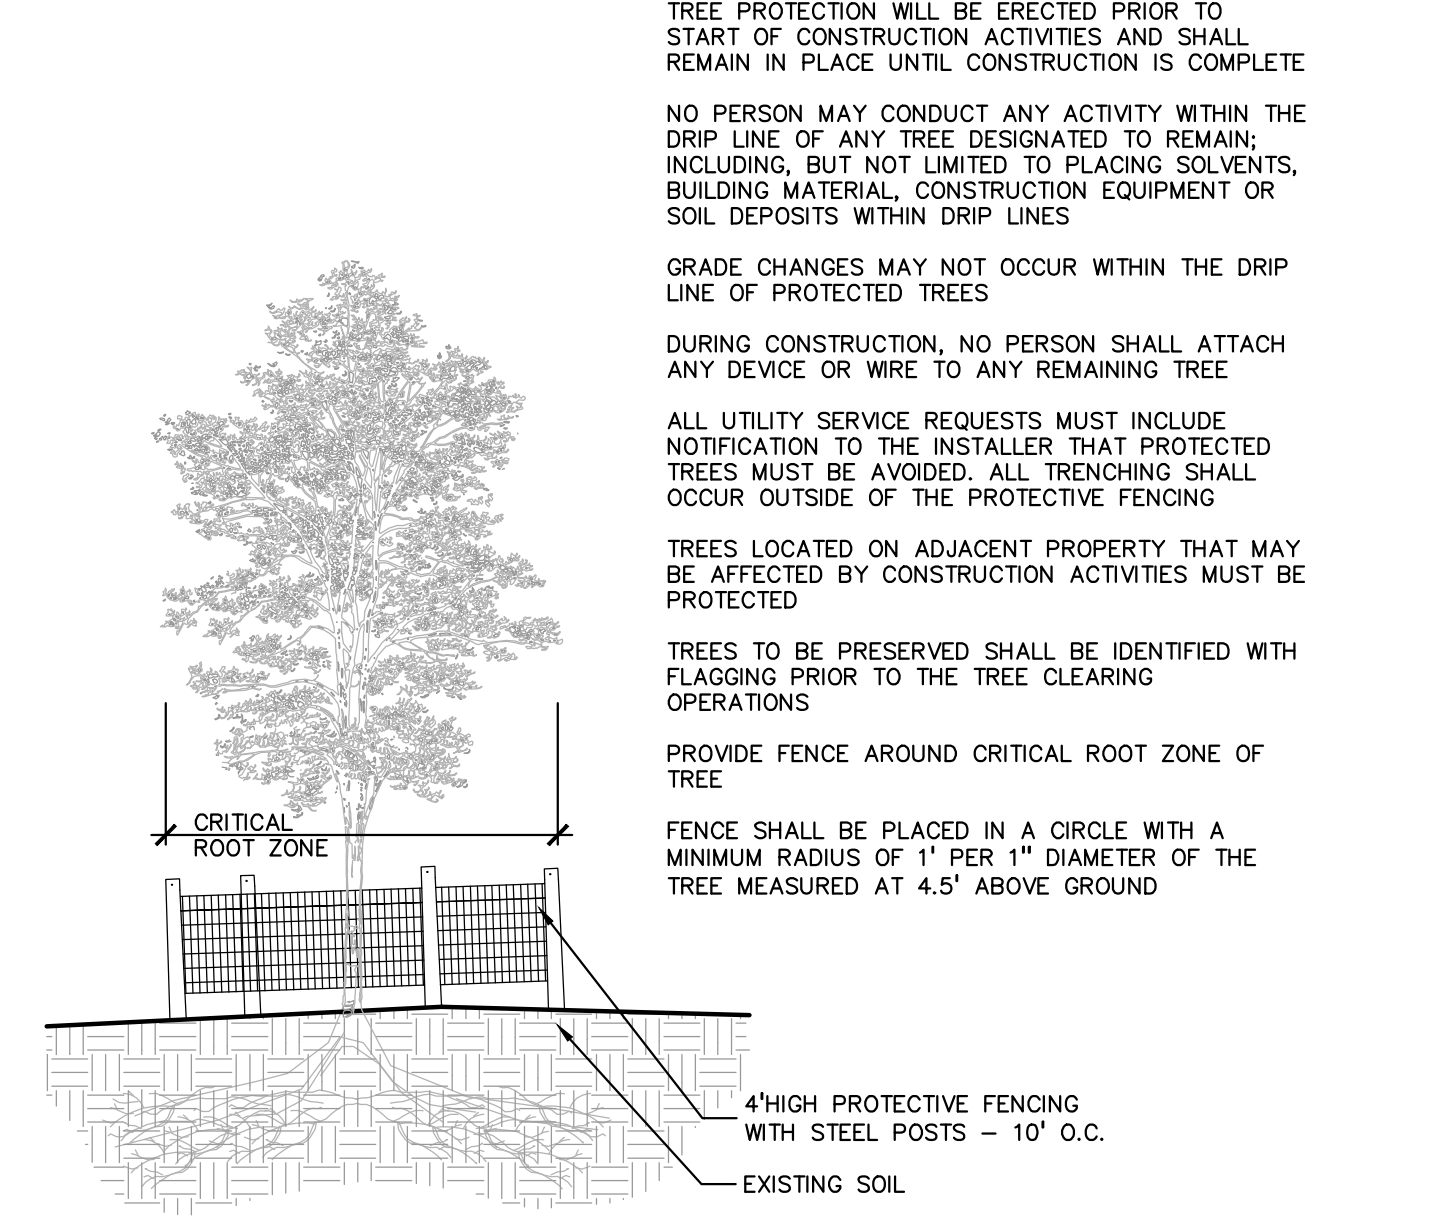 TREE PROTECTION WILL BE ERECTED PRIOR TO
START OF CONSTRUCTION ACTIVITIES AND SHALL
REMAIN IN PLACE UNTIL CONSTRUCTION IS COMPLETE
NO PERSON MAY CONDUCT ANY ACTIVITY WITHIN THE
DRIP LINE OF ANY TREE DESIGNATED TO REMAIN;
INCLUDING, BUT NOT LIMITED TO PLACING SOLVENTS,
BUILDING MATERIAL, CONSTRUCTION EQUIPMENT OR
SOIL DEPOSITS WITHIN DRIP LINES
GRADE CHANGES MAY NOT OCCUR WITHIN THE DRIP
LINE OF PROTECTED TREES
DURING CONSTRUCTION, NO PERSON SHALL ATTACH
ANY DEVICE OR WIRE TO ANY REMAINING TREE
ALL UTILITY SERVICE REQUESTS MUST INCLUDE
NOTIFICATION TO THE INSTALLER THAT PROTECTED
TREES MUST BE AVOIDED. ALL TRENCHING SHALL
OCCUR OUTSIDE OF THE PROTECTIVE FENCING
TREES LOCATED ON ADJACENT PROPERTY THAT MAY
BE AFFECTED BY CONSTRUCTION ACTIVITIES MUST BE
PROTECTED
TREES TO BE PRESERVED SHALL BE IDENTIFIED WITH
FLAGGING PRIOR TO THE TREE CLEARING
OPERATIONS
PROVIDE FENCE AROUND CRITICAL ROOT ZONE OF
TREE
FENCE SHALL BE PLACED IN A CIRCLE WITH A
MINIMUM RADIUS OF 1' PER 1" DIAMETER OF THE
TREE MEASURED AT 4.5' ABOVE GROUND
CRITICAL
ROOT ZONE
4'HIGH PROTECTIVE FENCING
WITH STEEL POSTS – 10' O.C.
EXISTING SOIL